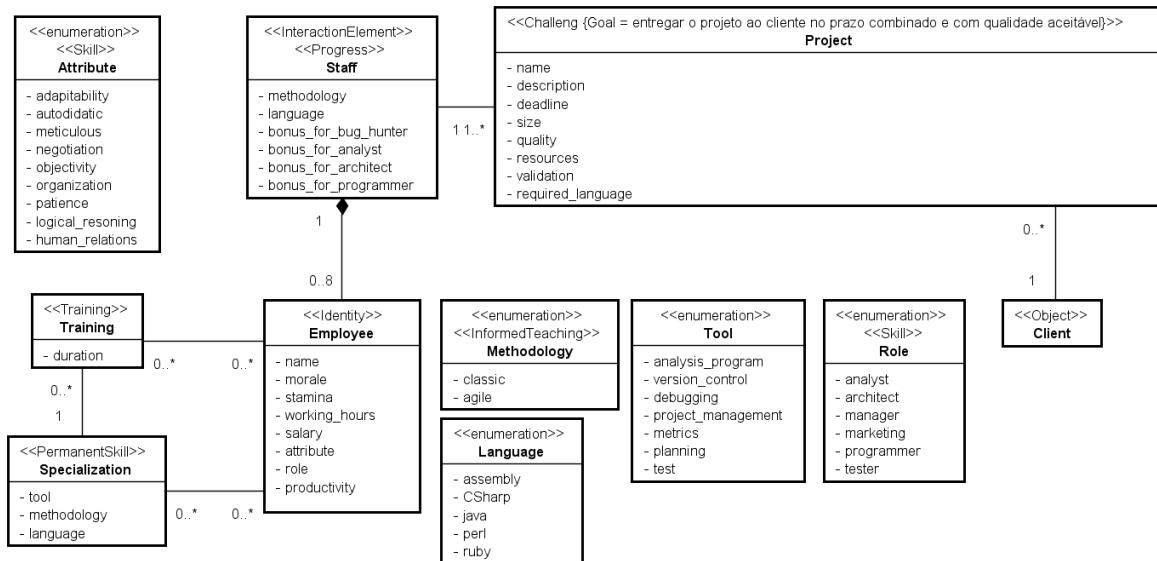 <<enumeration>>
<<Skill>>
Attribute
- adapitability
- autodidatic
- meticulous
- negotiation
- objectivity
- organization
- patience
- logical_resoning
- human_relations
<<InteractionElement>>
<<Progress>>
Staff
- methodology
- language
- bonus_for_bug_hunter
- bonus_for_analyst
- bonus_for_architect
- bonus_for_programmer
1 1..*
<<Challeng {Goal = entregar o projeto ao cliente no prazo combinado e com qualidade aceitável}>>
Project
- name
- description
- deadline
- size
- quality
- resources
- validation
- required_language
1
0..8
0..*
1
<<Training>>
Training
- duration
0..*
0..*
0..*
1
<<Identity>>
Employee
- name
- morale
- stamina
- working_hours
- salary
- attribute
- role
- productivity
<<enumeration>>
<<InformedTeaching>>
Methodology
- classic
- agile
<<enumeration>>
Tool
- analysis_program
- version_control
- debugging
- project_management
- metrics
- planning
- test
<<enumeration>>
<<Skill>>
Role
- analyst
- architect
- manager
- marketing
- programmer
- tester
<<Object>>
Client
<<PermanentSkill>>
Specialization
- tool
- methodology
- language
0..*
0..*
<<enumeration>>
Language
- assembly
- CSharp
- java
- perl
- ruby